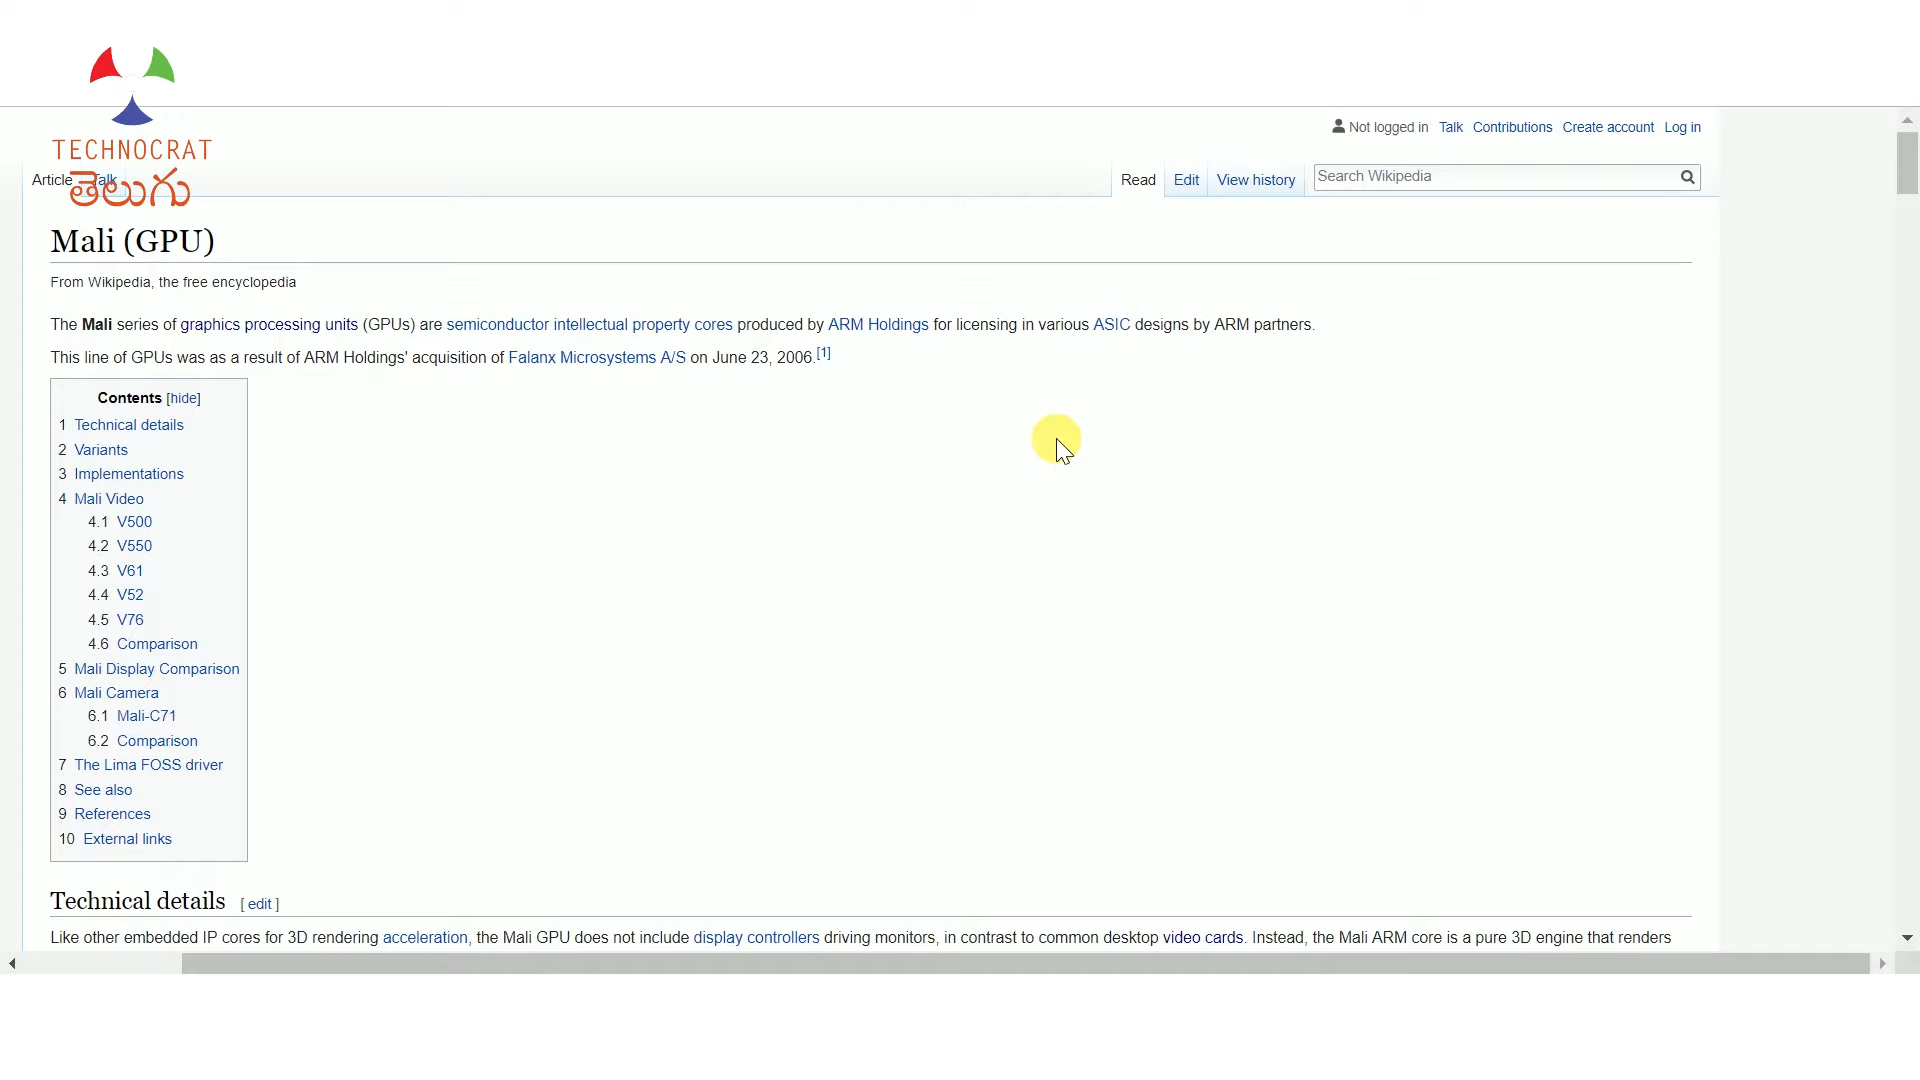 Not logged in Talk Contributions Create account Log in
TECHNOCRAT
తెలుగు
Article Talk Read Edit View history Search Wikipedia
Mali (GPU)
From Wikipedia, the free encyclopedia
The Mali series of graphics processing units (GPUs) are semiconductor intellectual property cores produced by ARM Holdings for licensing in various ASIC designs by ARM partners.
This line of GPUs was as a result of ARM Holdings' acquisition of Falanx Microsystems A/S on June 23, 2006.[1]
Contents [hide]
1 Technical details
2 Variants
3 Implementations
4 Mali Video
4.1 V500
4.2 V550
4.3 V61
4.4 V52
4.5 V76
4.6 Comparison
5 Mali Display Comparison
6 Mali Camera
6.1 Mali-C71
6.2 Comparison
7 The Lima FOSS driver
8 See also
9 References
10 External links
Technical details [ edit ]
Like other embedded IP cores for 3D rendering acceleration, the Mali GPU does not include display controllers driving monitors, in contrast to common desktop video cards. Instead, the Mali ARM core is a pure 3D engine that renders